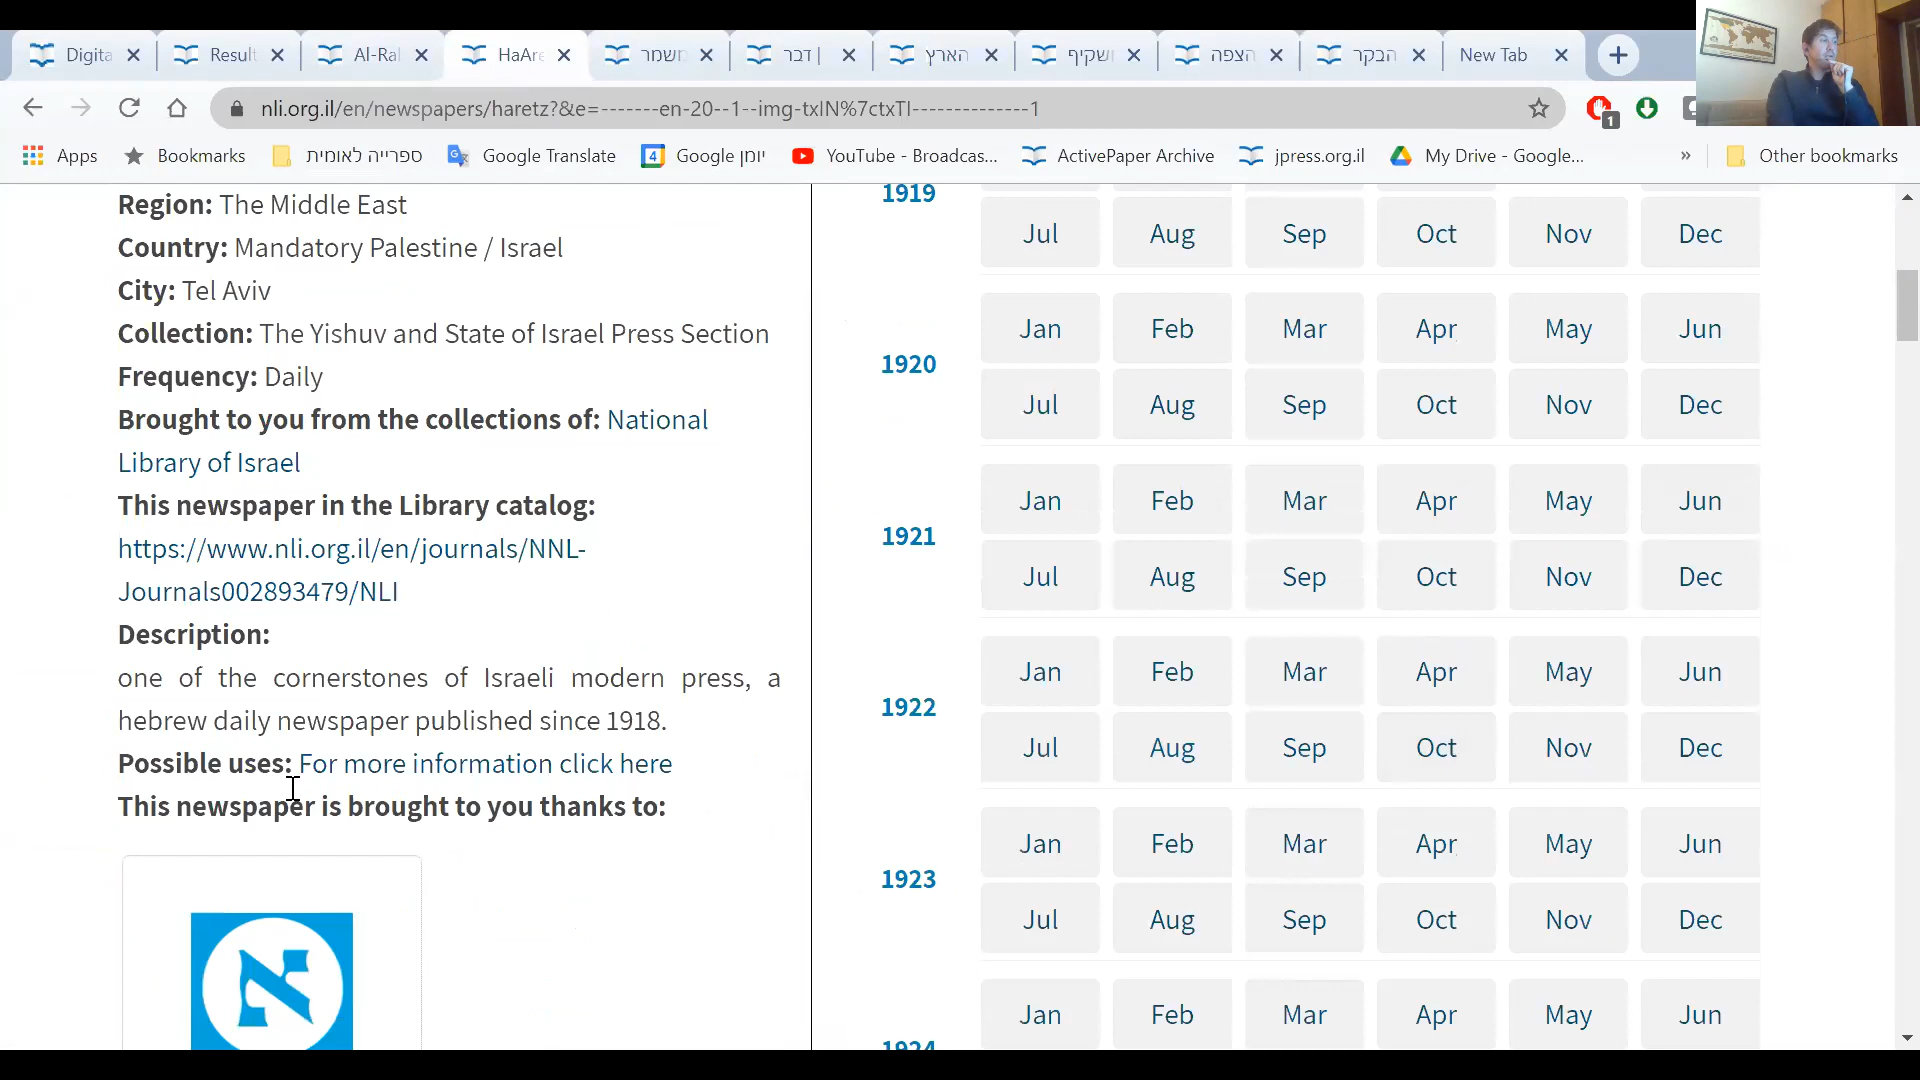 Digita
Result
Al-Ral
HaAre
משמר
דבר |
הארץ
משקיף
הצפה
הבקר
New Tab
nli.org.il/en/newspapers/haretz?&e=-------en-20--1--img-txIN%7ctxTI--------------1
1
Apps
Bookmarks
ספרייה לאומית
Google Translate
4
יומן Google
YouTube - Broadcas...
ActivePaper Archive
jpress.org.il
My Drive - Google...
»
Other bookmarks
Region: The Middle East
Country: Mandatory Palestine / Israel
City: Tel Aviv
Collection: The Yishuv and State of Israel Press Section
Frequency: Daily
Brought to you from the collections of: National
Library of Israel
This newspaper in the Library catalog:
https://www.nli.org.il/en/journals/NNL-
Journals002893479/NLI
Description:
one of the cornerstones of Israeli modern press, a
hebrew daily newspaper published since 1918.
Possible uses: For more information click here
This newspaper is brought to you thanks to:
א
1919
Jul Aug Sep Oct Nov Dec
1920
Jan Feb Mar Apr May Jun
Jul Aug Sep Oct Nov Dec
1921
Jan Feb Mar Apr May Jun
Jul Aug Sep Oct Nov Dec
1922
Jan Feb Mar Apr May Jun
Jul Aug Sep Oct Nov Dec
1923
Jan Feb Mar Apr May Jun
Jul Aug Sep Oct Nov Dec
1924
Jan Feb Mar Apr May Jun